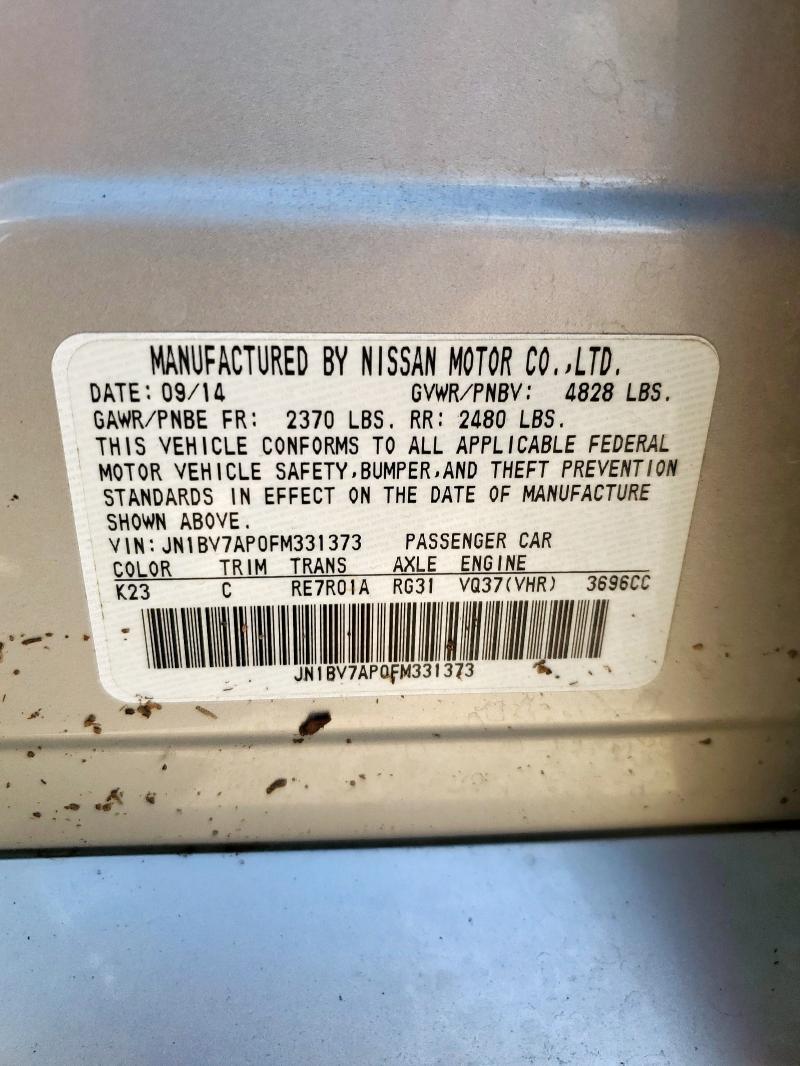 MANUFACTURED BY NISSAN MOTOR CO.,LTD.
DATE: 09/14 GVWR/PNBV: 4828 LBS.
GAWR/PNBE FR: 2370 LBS. RR: 2480 LBS.
THIS VEHICLE CONFORMS TO ALL APPLICABLE FEDERAL
MOTOR VEHICLE SAFETY,BUMPER,AND THEFT PREVENTION
STANDARDS IN EFFECT ON THE DATE OF MANUFACTURE
SHOWN ABOVE.
VIN: JN1BV7AP0FM331373 PASSENGER CAR
COLOR TRIM TRANS AXLE ENGINE
K23 C RE7R01A RG31 VQ37(VHR) 3696CC
JN1BV7AP0FM331373